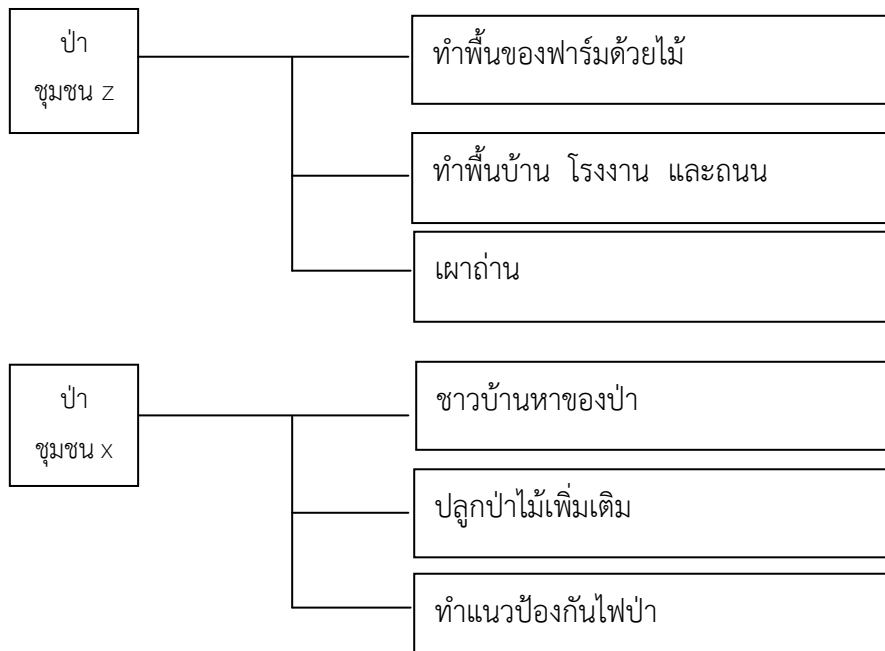 ป่า
ชุมชน z
ทำพื้นของฟาร์มด้วยไม้
ทำพื้นบ้าน โรงงาน และถนน
เผาถ่าน
ป่า
ชุมชน x
ชาวบ้านหาของป่า
ปลูกป่าไม้เพิ่มเติม
ทำแนวป้องกันไฟป่า